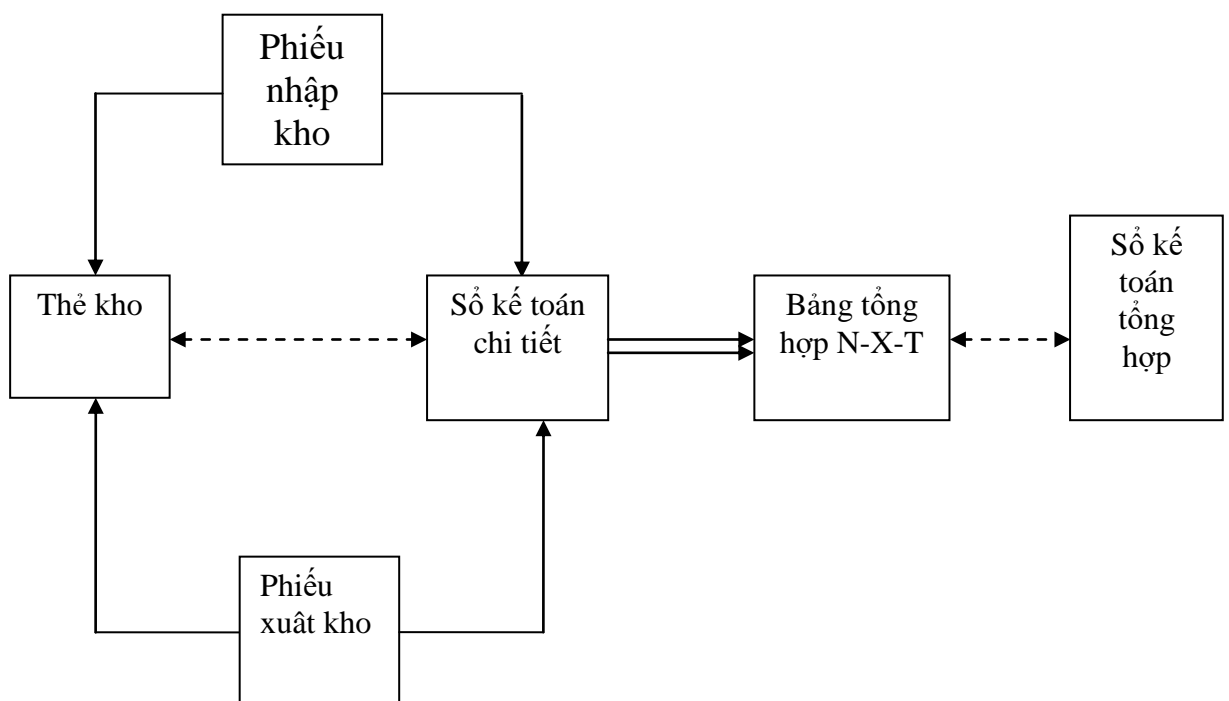 Phiếu
nhập
kho
Thẻ kho
Sổ kế toán
chi tiết
Bảng tổng
hợp N-X-T
Sổ kế
toán
tổng
hợp
Phiếu
xuât kho